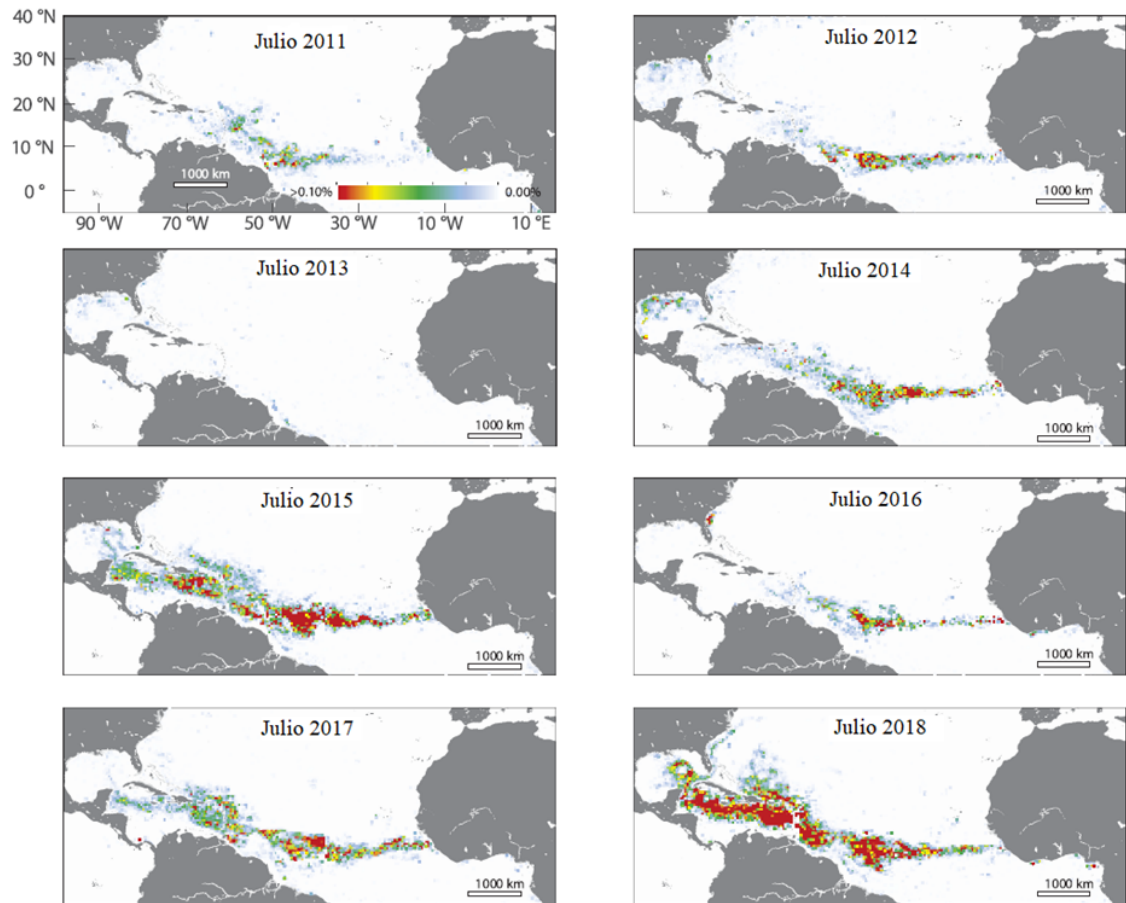 40 °N
Julio 2011
Julio 2012
30 °N
20 °N
10 °N
1000 km
>0.10%
0.00%
0°
1000 km
90 °W
70 °W
50 °W
30 °W
10 °W
10 °E
Julio 2013
Julio 2014
1000 km
1000 km
Julio 2015
Julio 2016
1000 km
1000 km
Julio 2017
Julio 2018
1000 km
1000 km